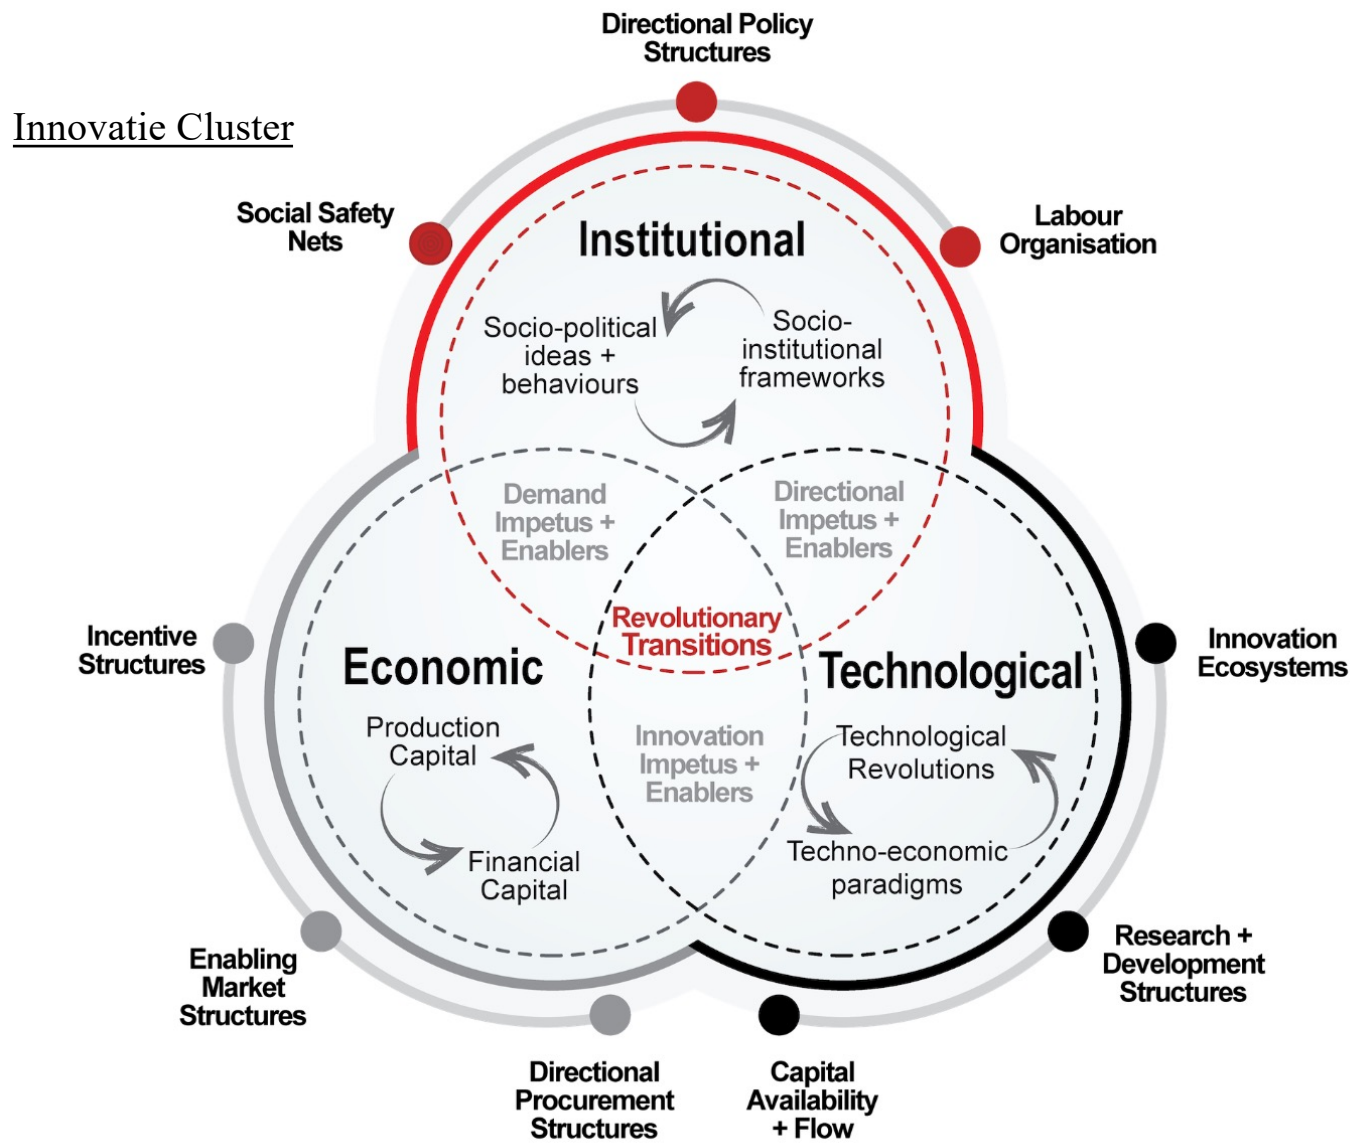 Directional Policy
Structures
Innovatie Cluster
Social Safety
Nets
Labour
Organisation
Institutional
Socio-political
ideas +
behaviours
Socio-
institutional
frameworks
Demand
Impetus +
Enablers
Directional
Impetus +
Enablers
Revolutionary
Transitions
Incentive
Structures
Economic
Technological
Innovation
Ecosystems
Production
Capital
Innovation
Impetus +
Enablers
Technological
Revolutions
Financial
Capital
Techno-economic
paradigms
Enabling
Market
Structures
Research +
Development
Structures
Directional
Procurement
Structures
Capital
Availability
+ Flow